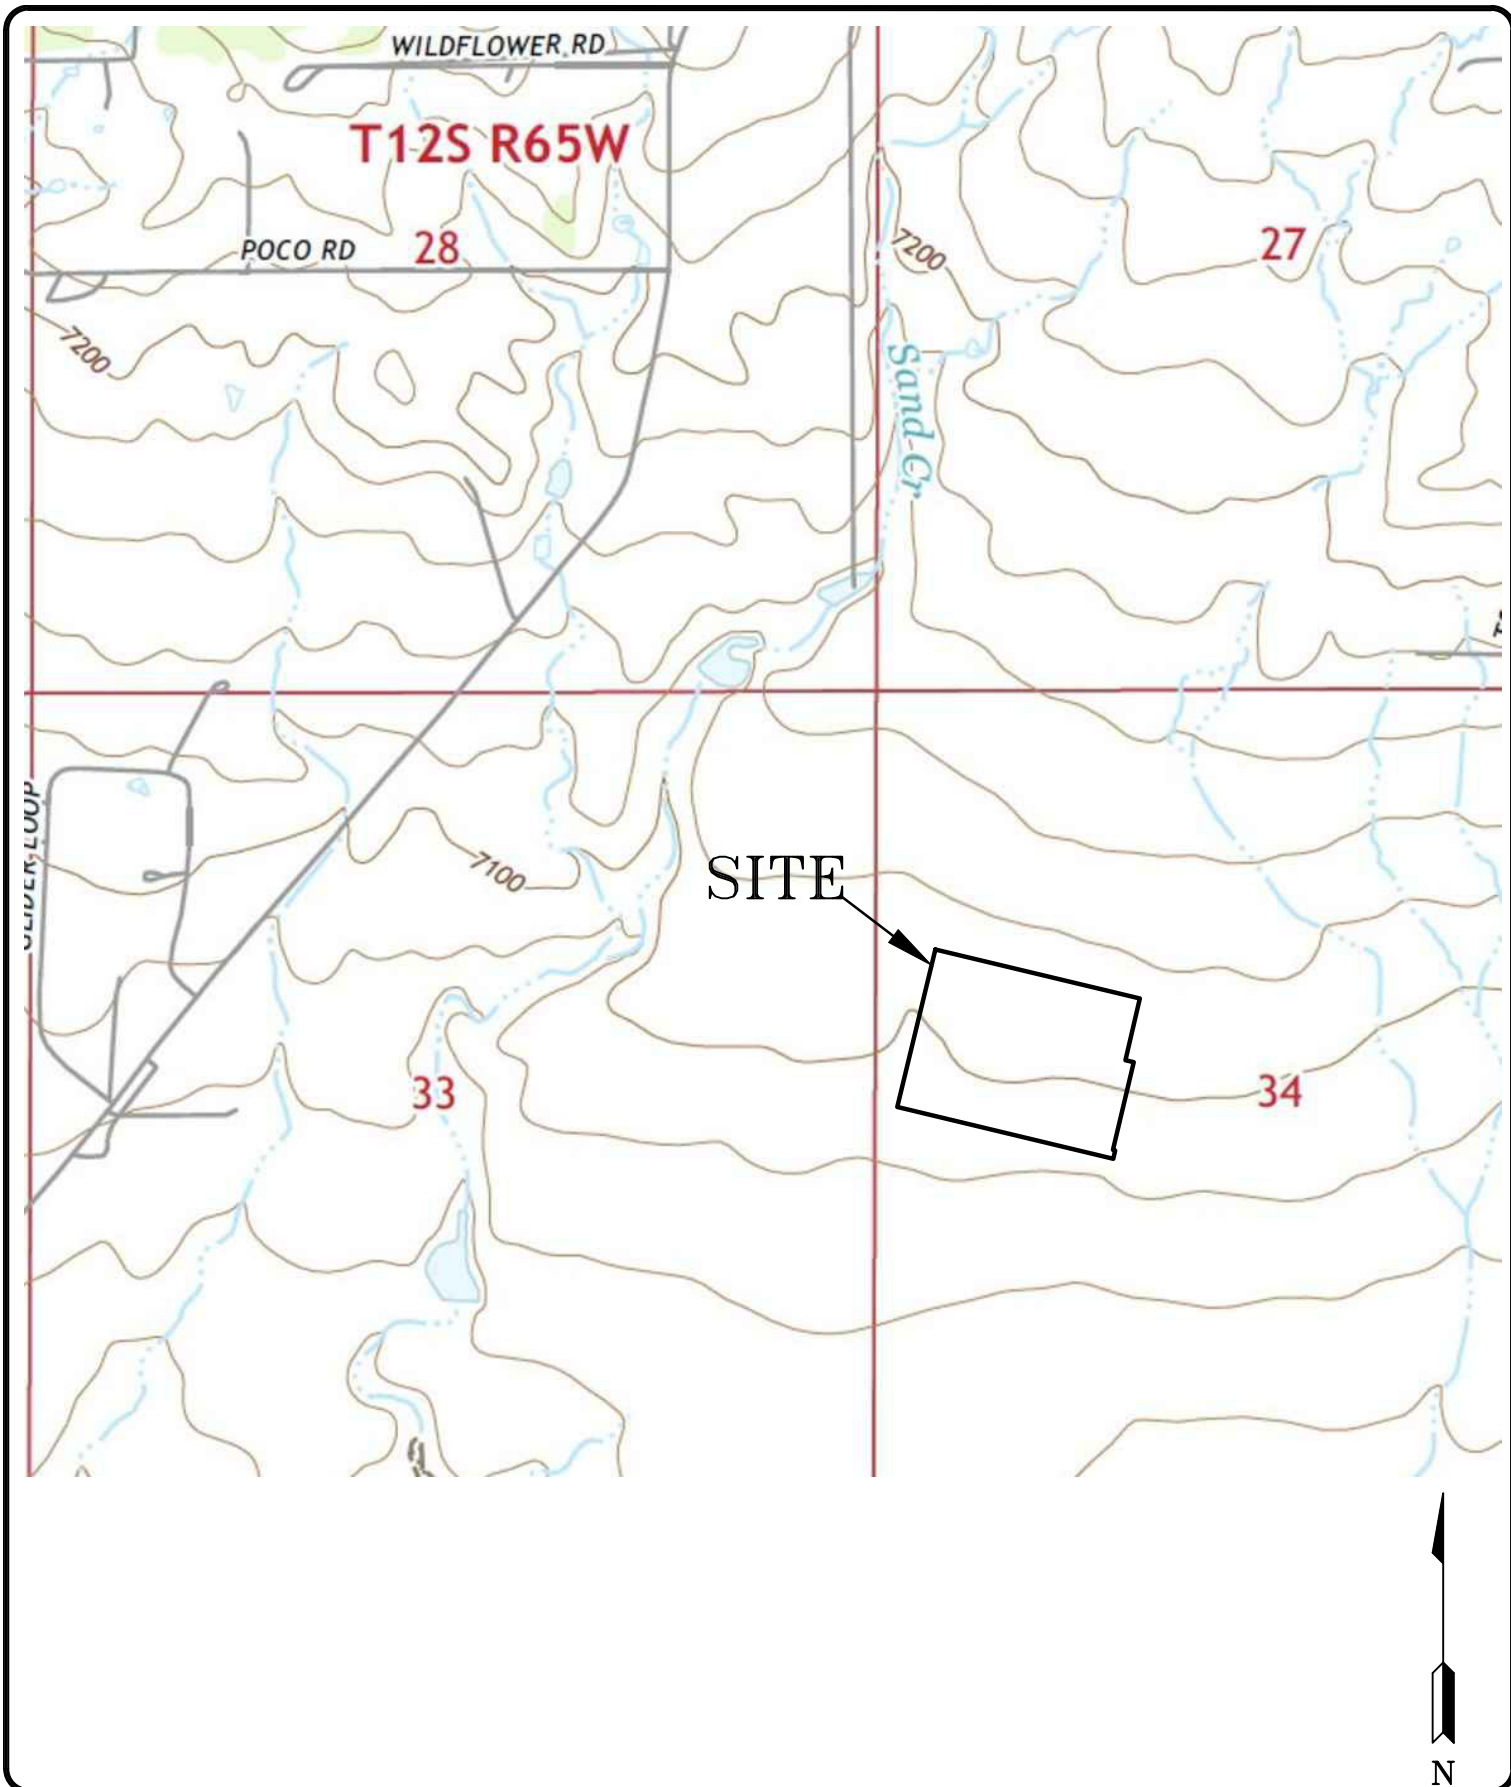 WILDFLOWER RD
T12S R65W
POCO RD
28
7200
27
7200
Sand Cr
7100
SITE
33
34
N